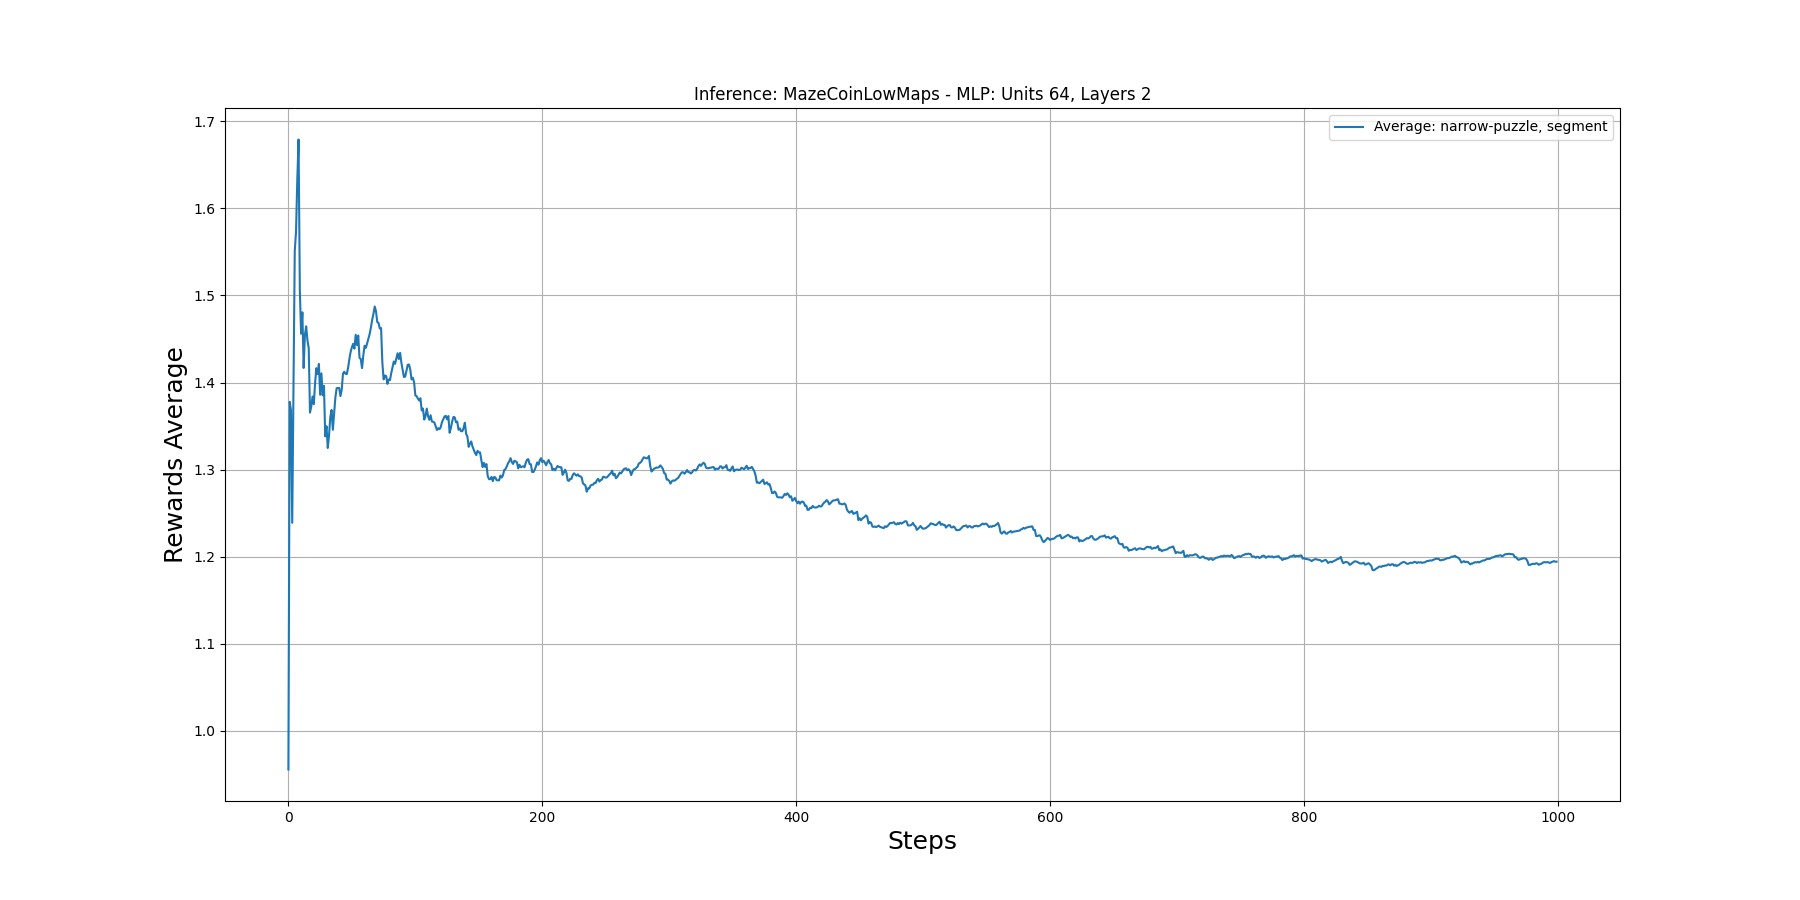 Inference: MazeCoinLowMaps - MLP: Units 64, Layers 2
Average: narrow-puzzle, segment
Rewards Average
1.7
1.6
1.5
1.4
1.3
1.2
1.1
1.0
0 200 400 600 800 1000
Steps